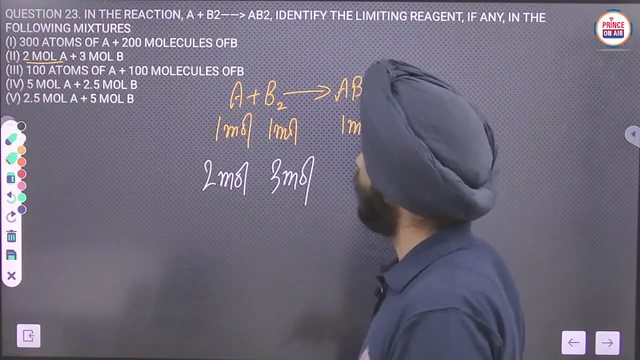 QUESTION 23. IN THE REACTION, A + B2-—> AB2, IDENTIFY THE LIMITING REAGENT, IF ANY, IN THE
FOLLOWING MIXTURES
(I) 300 ATOMS OF A + 200 MOLECULES OFB
(II) 2 MOL A + 3 MOL B
(III) 100 ATOMS OF A + 100 MOLECULES OFB
(IV) 5 MOL A + 2.5 MOL B
(V) 2.5 MOL A + 5 MOL B
PRINCE
ON AIR
A + B2 ⟶ AB
1mol 1mol 1m
2mol 3mol